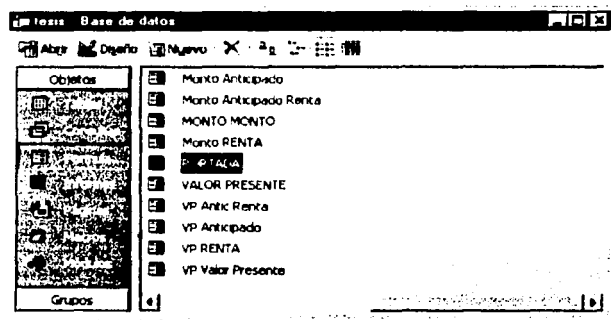 tesis Base de datos
Abrir Diseño Nuevo
Objetos
Monto Anticipado
Monto Anticipado Renta
MONTO MONTO
Monto RENTA
PORTADA
VALOR PRESENTE
VP Antic Renta
VP Anticipado
VP RENTA
VP Valor Presente
Grupos